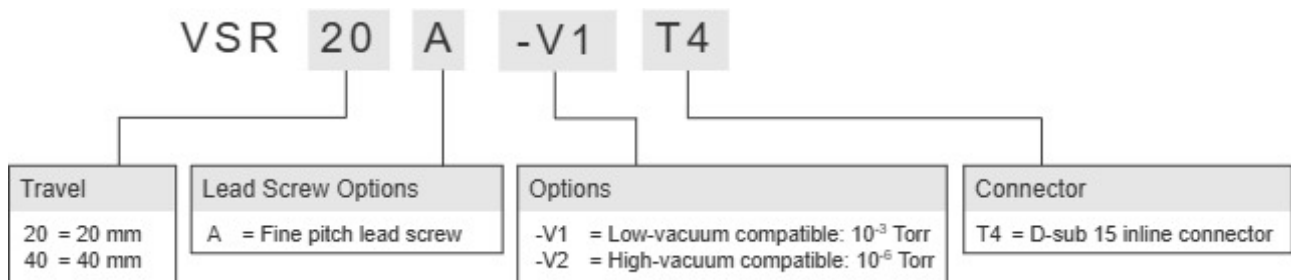 VSR 20 A -V1 T4
Travel
20 = 20 mm
40 = 40 mm
Lead Screw Options
A = Fine pitch lead screw
Options
-V1 = Low-vacuum compatible: 10⁻³ Torr
-V2 = High-vacuum compatible: 10⁻⁶ Torr
Connector
T4 = D-sub 15 inline connector